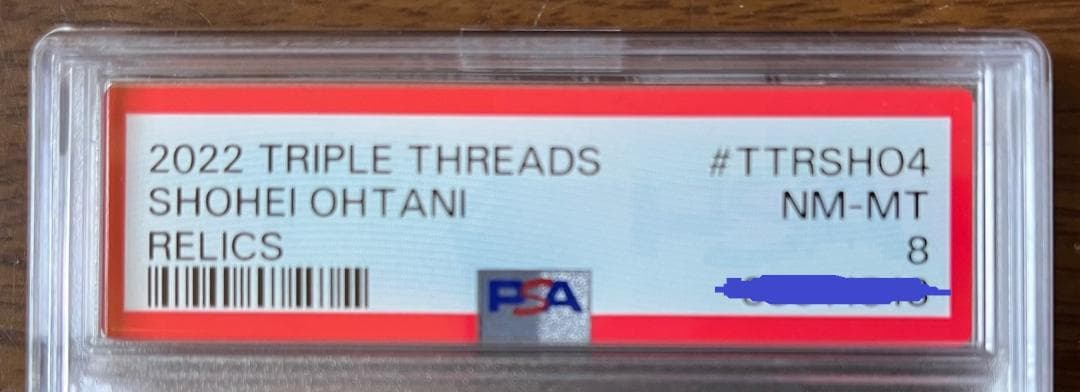 2022 TRIPLE THREADS #TTRSHO4
SHOHEI OHTANI NM-MT
RELICS 8
PSA